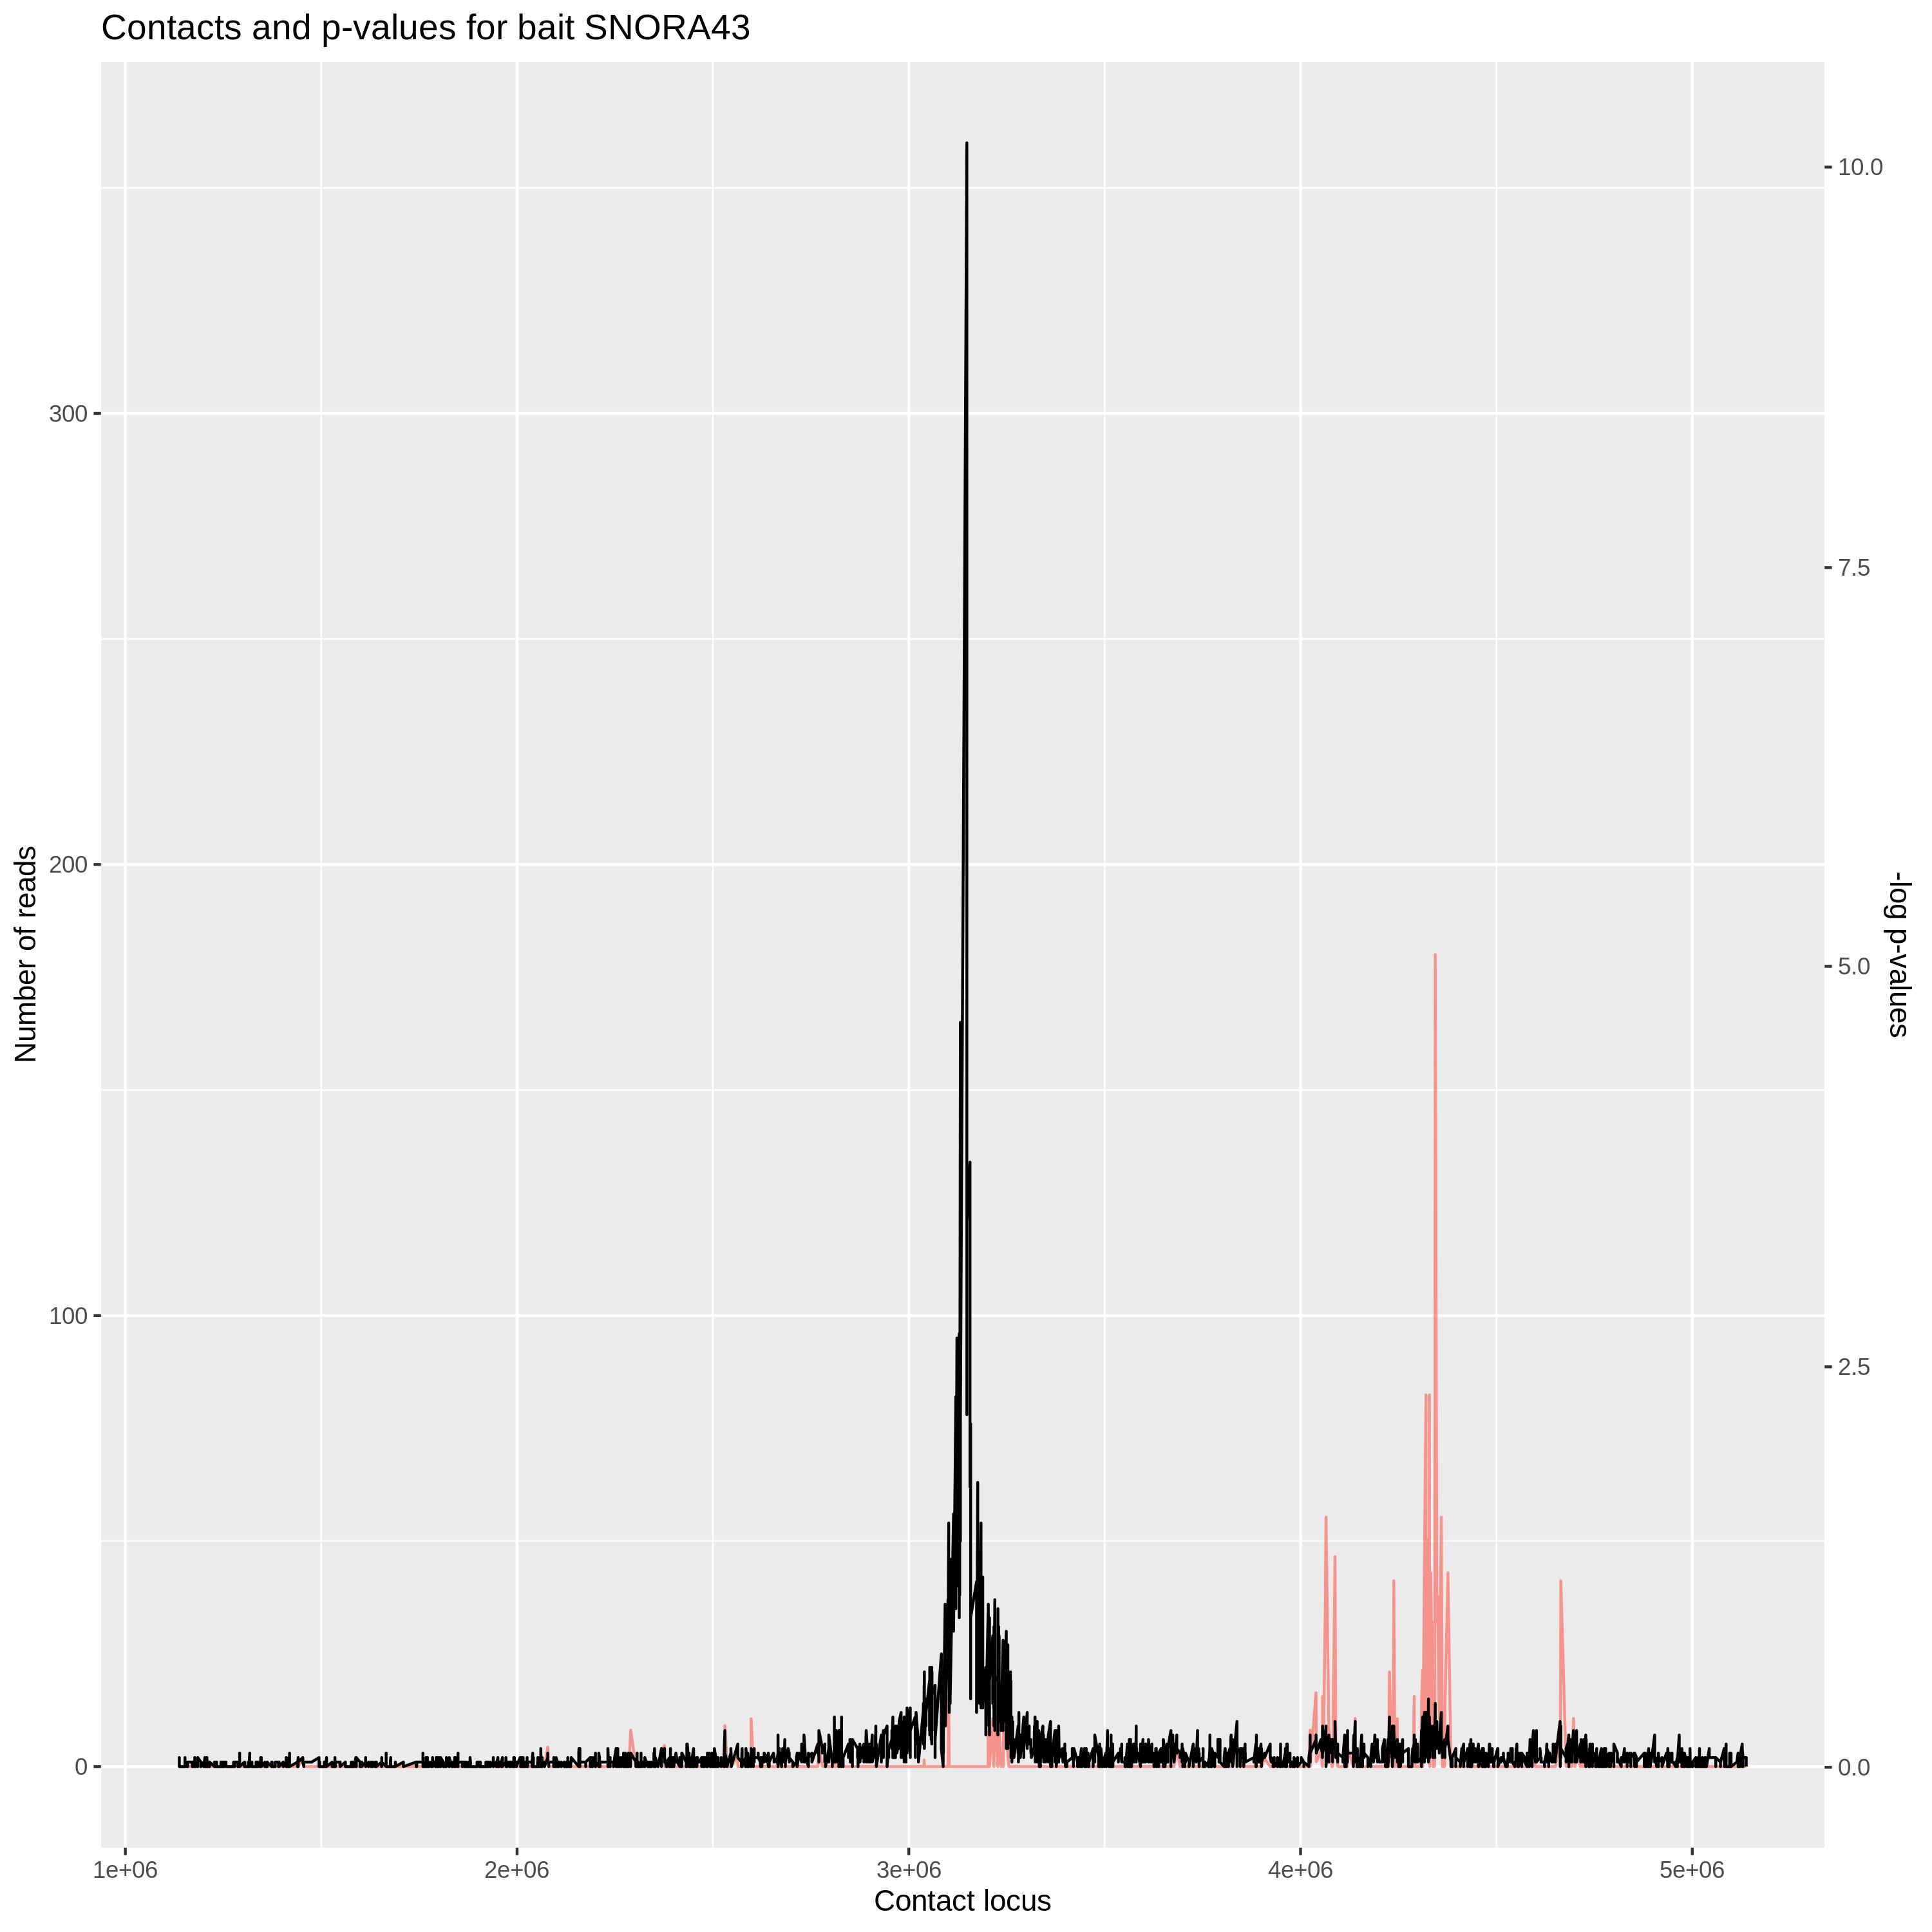 Contacts and p-values for bait SNORA43
Number of reads
300
200
100
0
10.0
7.5
5.0
2.5
0.0
-log p-values
1e+06
2e+06
3e+06
4e+06
5e+06
Contact locus